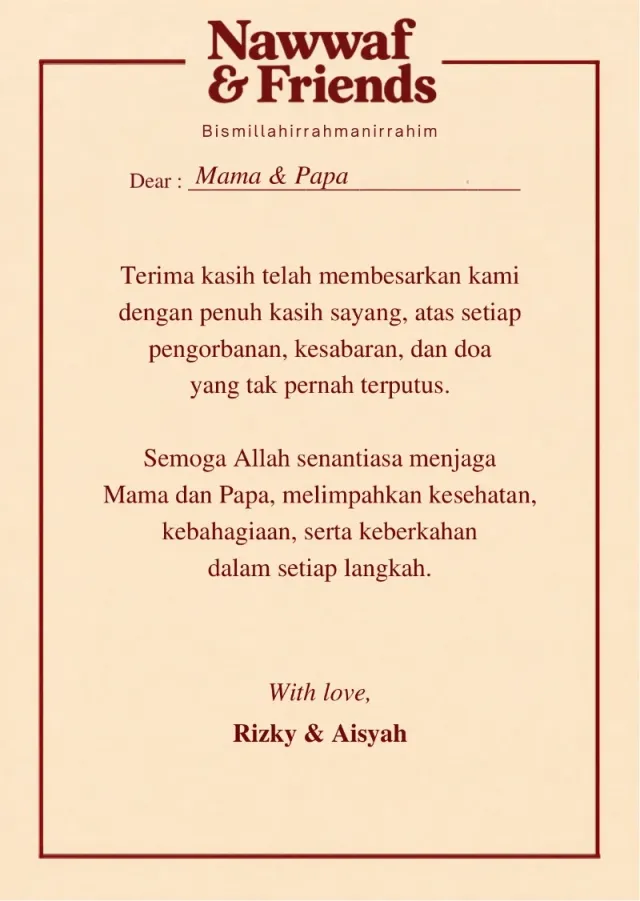 Nawwaf
& Friends
Bismillahirrahmanirrahim
Dear : Mama & Papa
Terima kasih telah membesarkan kami
dengan penuh kasih sayang, atas setiap
pengorbanan, kesabaran, dan doa
yang tak pernah terputus.
Semoga Allah senantiasa menjaga
Mama dan Papa, melimpahkan kesehatan,
kebahagiaan, serta keberkahan
dalam setiap langkah.
With love,
Rizky & Aisyah